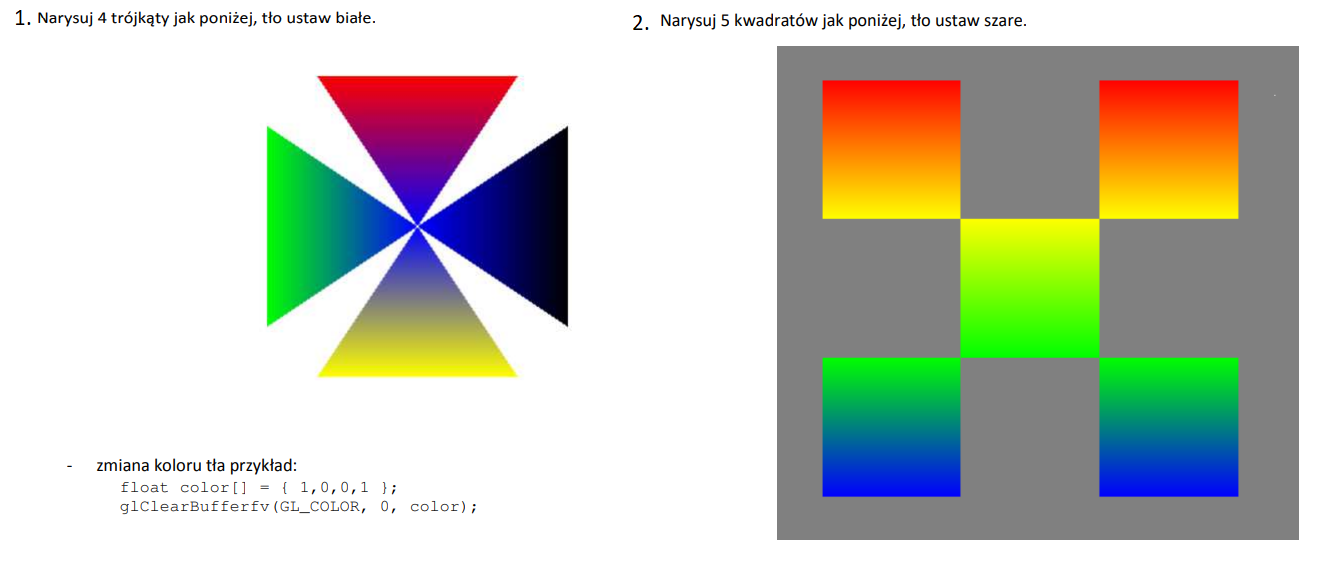 1. Narysuj 4 trójkąty jak poniżej, tło ustaw białe.
2. Narysuj 5 kwadratów jak poniżej, tło ustaw szare.
- zmiana koloru tła przykład:
float color[] = { 1,0,0,1 };
glClearBufferfv(GL_COLOR, 0, color);